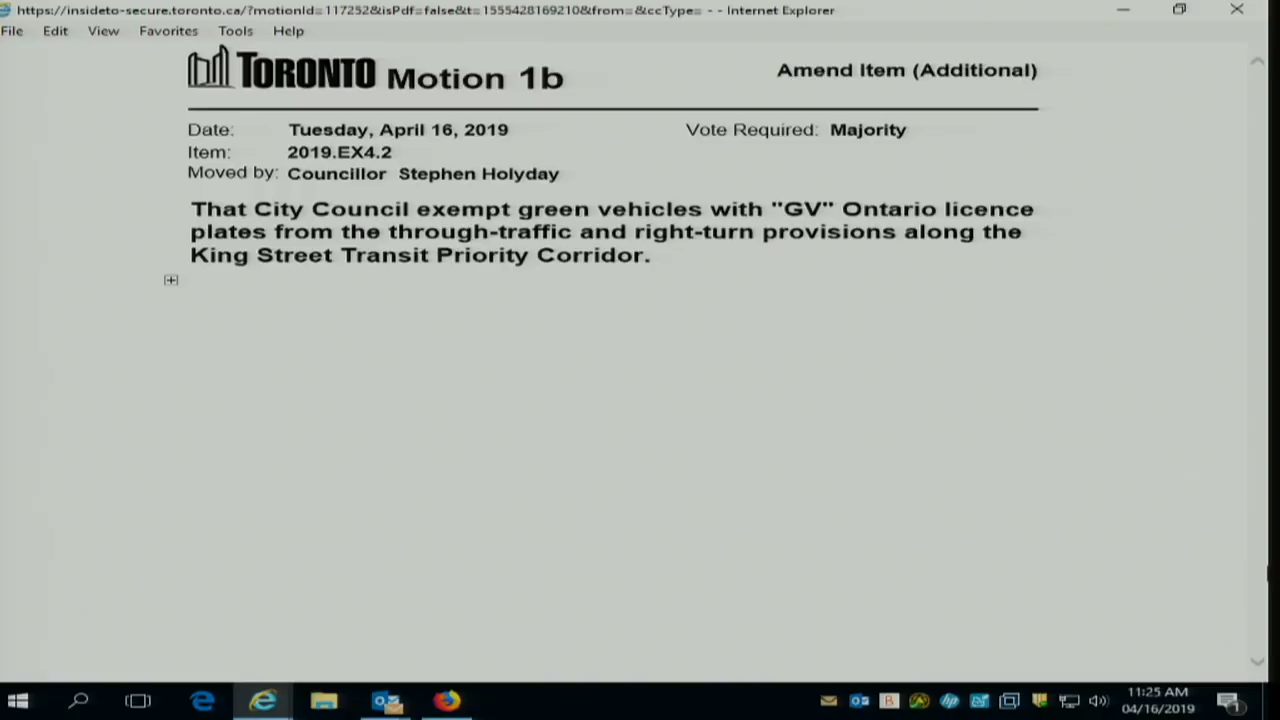 https://insideto-secure.toronto.ca/?motionId=117252&isPdf=false&t=1555428169210&from=&ccType= - - Internet Explorer
File Edit View Favorites Tools Help
TORONTO Motion 1b
Amend Item (Additional)
Date: Tuesday, April 16, 2019
Vote Required: Majority
Item: 2019.EX4.2
Moved by: Councillor Stephen Holyday
That City Council exempt green vehicles with "GV" Ontario licence
plates from the through-traffic and right-turn provisions along the
King Street Transit Priority Corridor.
11:25 AM
04/16/2019